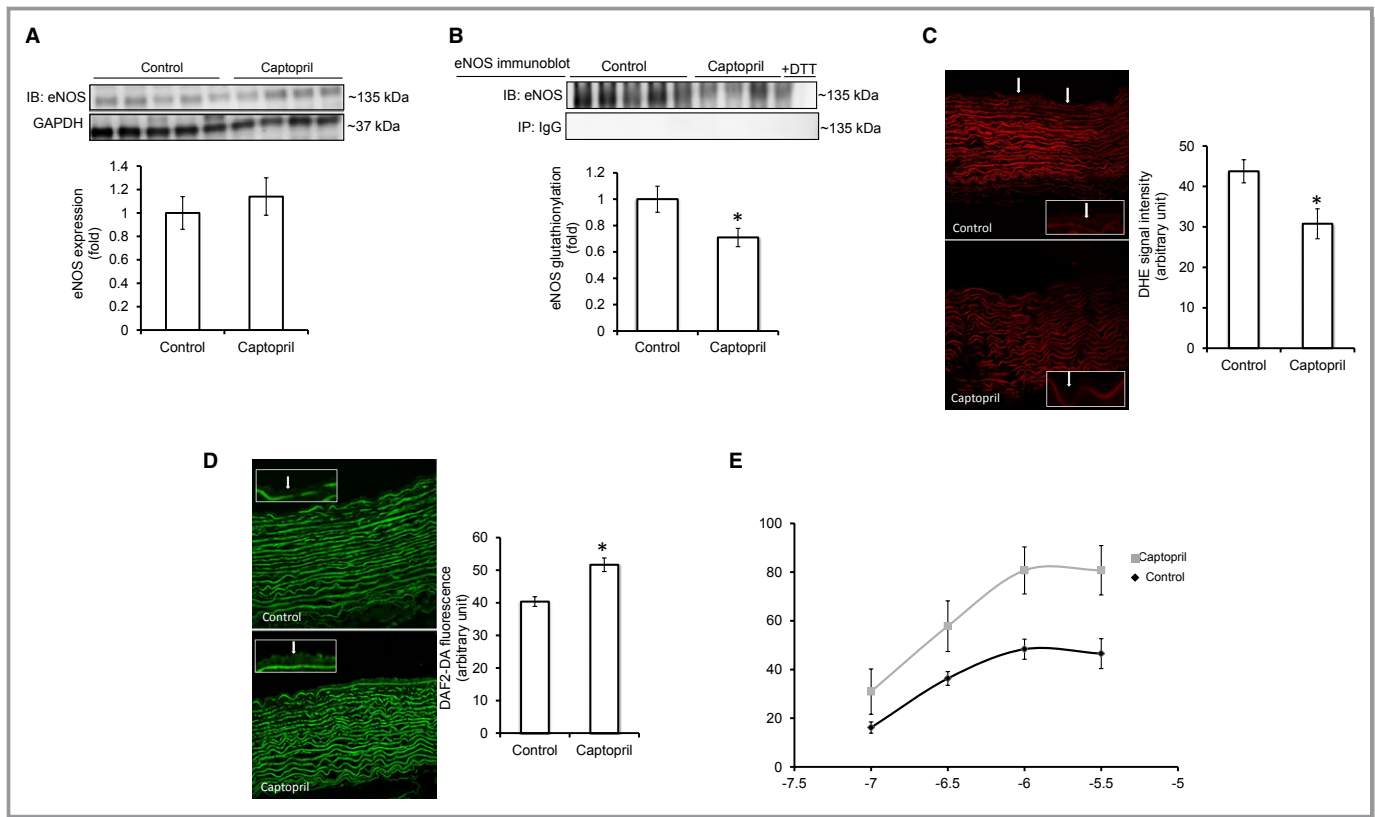 A
Control Captopril
IB: eNOS ~135 kDa
GAPDH ~37 kDa
eNOS expression
(fold)
1.4
1.2
1
0.8
0.6
0.4
0.2
0
Control Captopril
B
eNOS immunoblot Control Captopril +DTT
IB: eNOS ~135 kDa
IP: IgG ~135 kDa
eNOS glutathionylation
(fold)
1.2
1
0.8
0.6
0.4
0.2
0
*
Control Captopril
C
Control
Captopril
DHE signal intensity
(arbitrary unit)
50
40
30
20
10
0
*
Control Captopril
D
Control
Captopril
DAF2-DA fluorescence
(arbitrary unit)
60
50
40
30
20
10
0
*
Control Captopril
E
100
80
60
40
20
0
-7.5 -7 -6.5 -6 -5.5 -5
Captopril
Control